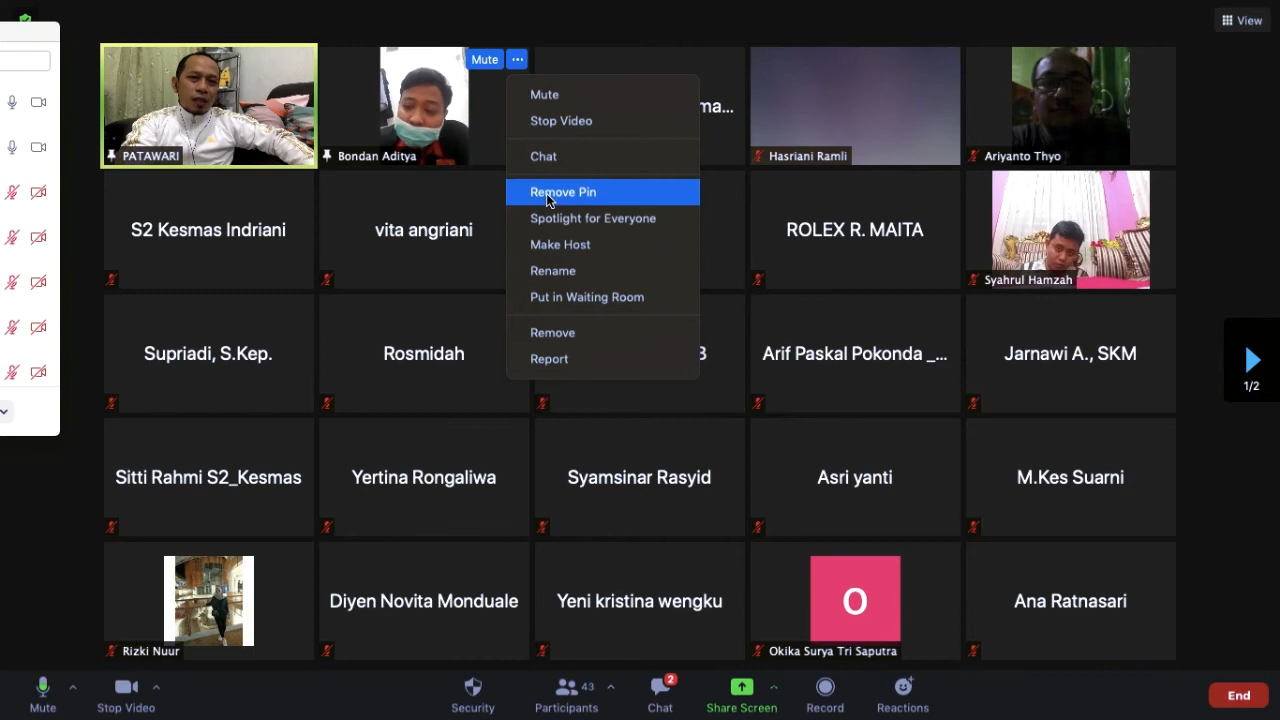 View
PATAWARI
Bondan Aditya
Mute
...
ma...
Hasriani Ramli
Ariyanto Thyo
Mute
Stop Video
Chat
Remove Pin
Spotlight for Everyone
Make Host
Rename
Put in Waiting Room
Remove
Report
S2 Kesmas Indriani
vita angriani
ROLEX R. MAITA
Syahrul Hamzah
Supriadi, S.Kep.
Rosmidah
B
Arif Paskal Pokonda _...
Jarnawi A., SKM
1/2
Sitti Rahmi S2_Kesmas
Yertina Rongaliwa
Syamsinar Rasyid
Asri yanti
M.Kes Suarni
Rizki Nuur
Diyen Novita Monduale
Yeni kristina wengku
O
Okika Surya Tri Saputra
Ana Ratnasari
Mute
Stop Video
Security
43
Participants
2
Chat
Share Screen
Record
Reactions
End